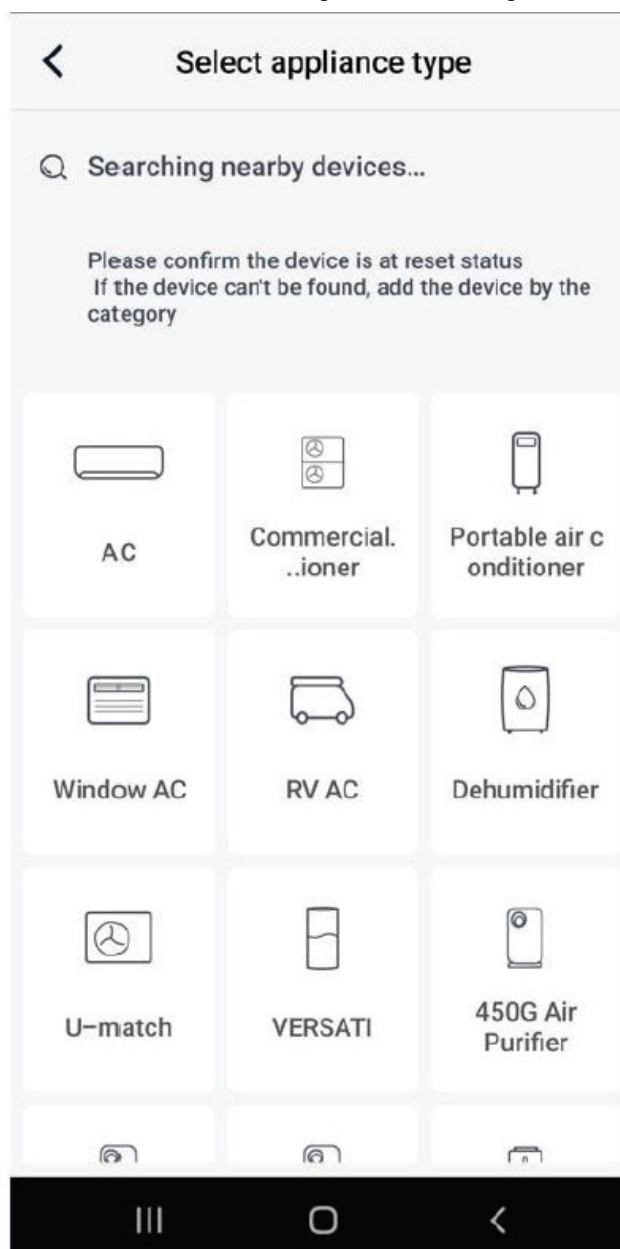 Select appliance type
Searching nearby devices...
Please confirm the device is at reset status
If the device can't be found, add the device by the
category
AC
Commercial.
..ioner
Portable air c
onditioner
Window AC
RV AC
Dehumidifier
U-match
VERSATI
450G Air
Purifier